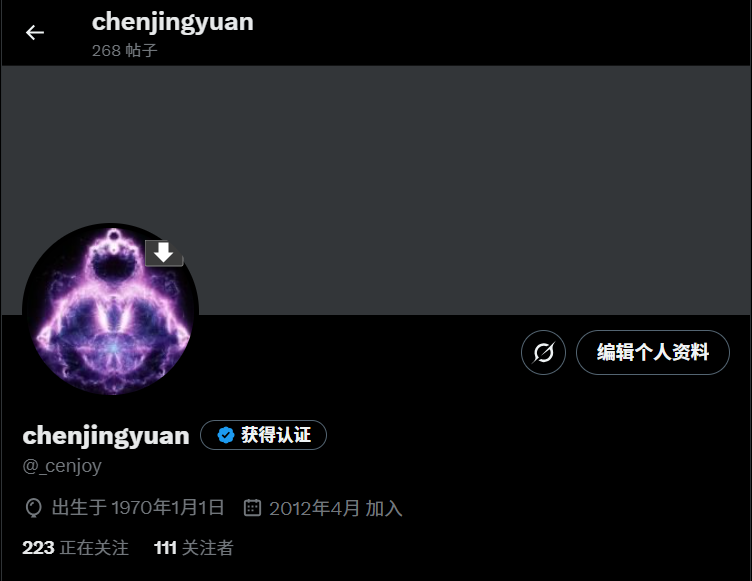 chenjingyuan
268 帖子
编辑个人资料
chenjingyuan 获得认证
@_cenjoy
出生于 1970年1月1日 2012年4月 加入
223 正在关注 111 关注者